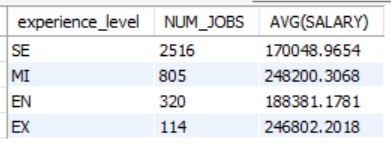 experience_level NUM_JOBS AVG(SALARY)
SE 2516 170048.9654
MI 805 248200.3068
EN 320 188381.1781
EX 114 246802.2018